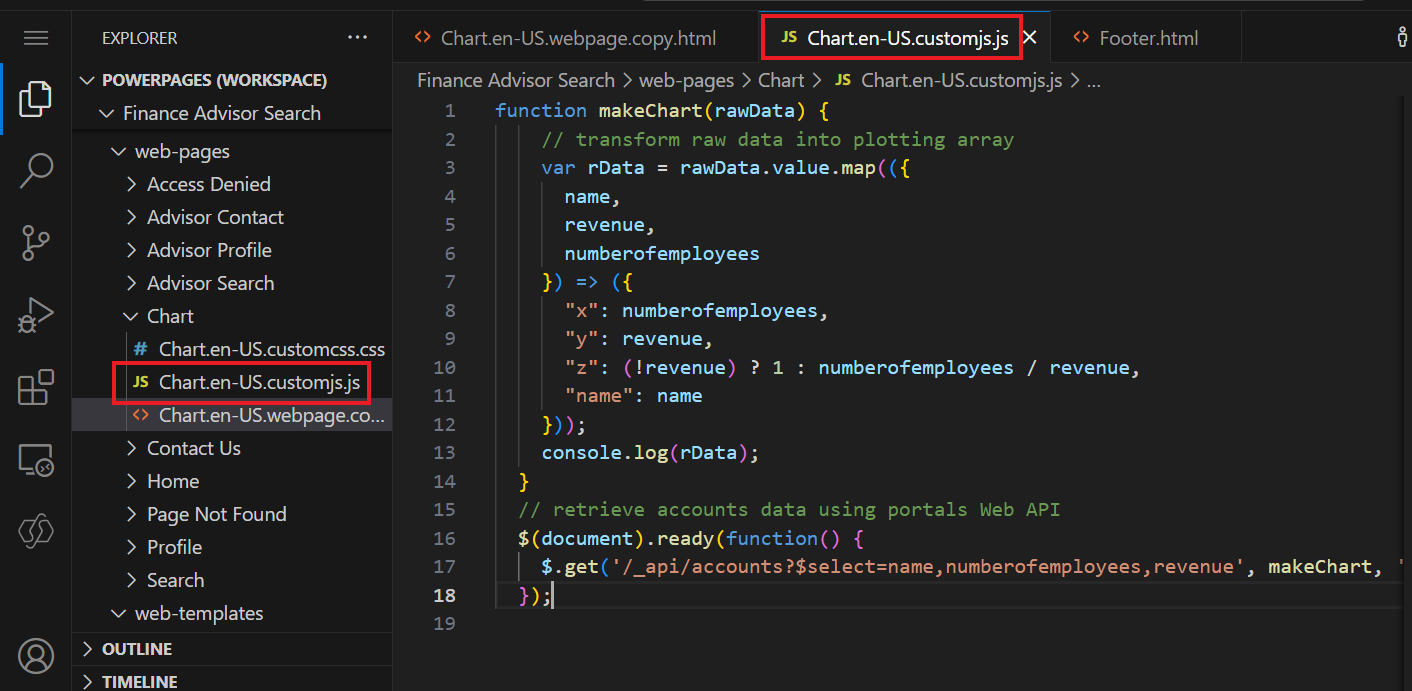 EXPLORER
···
POWERPAGES (WORKSPACE)
Finance Advisor Search
web-pages
Access Denied
Advisor Contact
Advisor Profile
Advisor Search
Chart
# Chart.en-US.customcss.css
JS Chart.en-US.customjs.js
<> Chart.en-US.webpage.co...
Contact Us
Home
Page Not Found
Profile
Search
web-templates
OUTLINE
TIMELINE
<> Chart.en-US.webpage.copy.html
JS Chart.en-US.customjs.js
<> Footer.html
Finance Advisor Search > web-pages > Chart > JS Chart.en-US.customjs.js > ...
1 function makeChart(rawData) {
2 // transform raw data into plotting array
3 var rData = rawData.value.map(({
4 name,
5 revenue,
6 numberofemployees
7 }) => ({
8 "x": numberofemployees,
9 "y": revenue,
10 "z": (!revenue) ? 1 : numberofemployees / revenue,
11 "name": name
12 }));
13 console.log(rData);
14 }
15 // retrieve accounts data using portals Web API
16 $(document).ready(function() {
17 $.get('/_api/accounts?$select=name,numberofemployees,revenue', makeChart, '
18 });
19